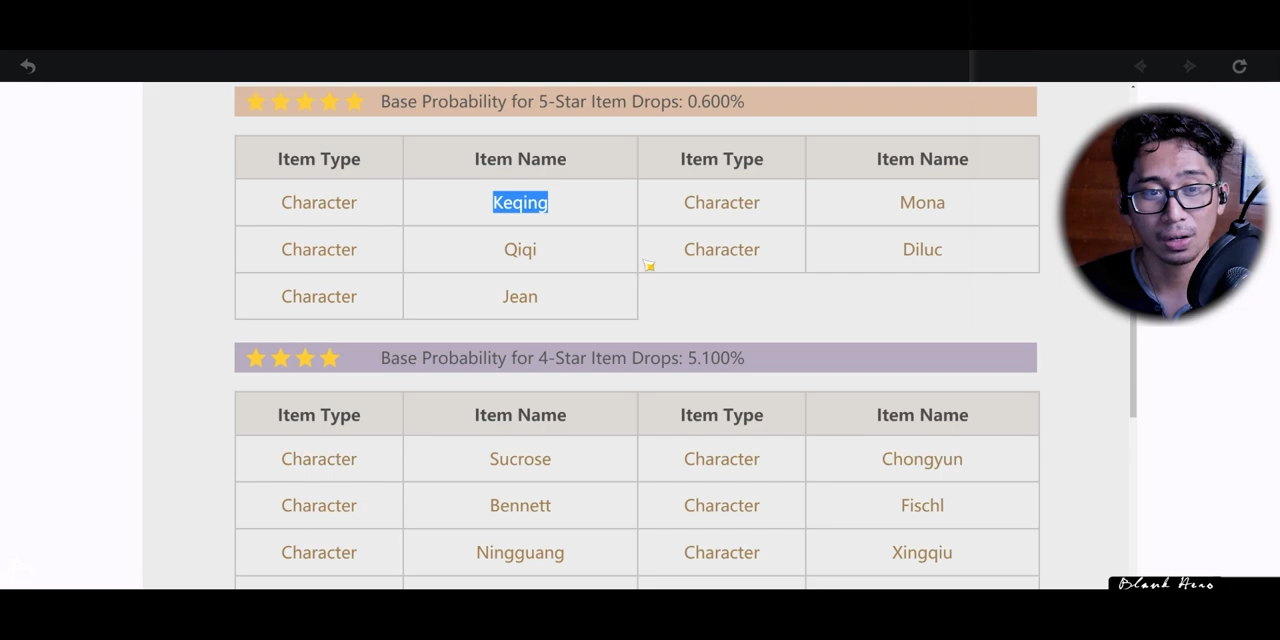 Base Probability for 5-Star Item Drops: 0.600%
Item Type Item Name Item Type Item Name
Character Keqing Character Mona
Character Qiqi Character Diluc
Character Jean
Base Probability for 4-Star Item Drops: 5.100%
Item Type Item Name Item Type Item Name
Character Sucrose Character Chongyun
Character Bennett Character Fischl
Character Ningguang Character Xingqiu
Blank Hero